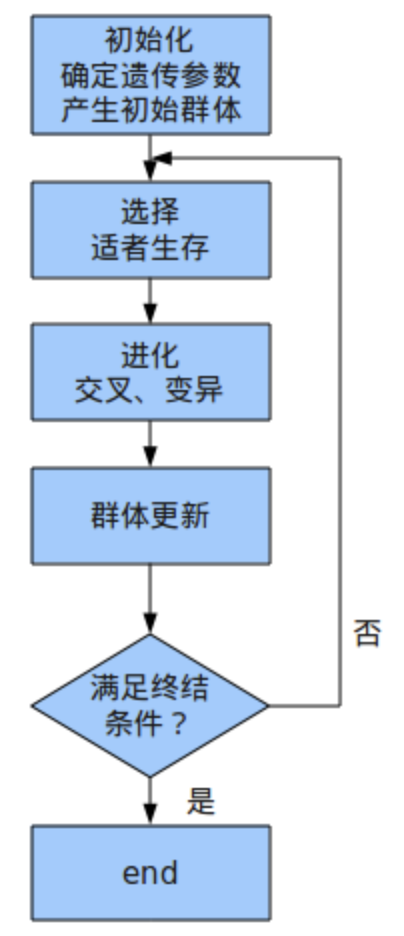 初始化
确定遗传参数
产生初始群体
选择
适者生存
进化
交叉、变异
群体更新
满足终结
条件？
否
是
end